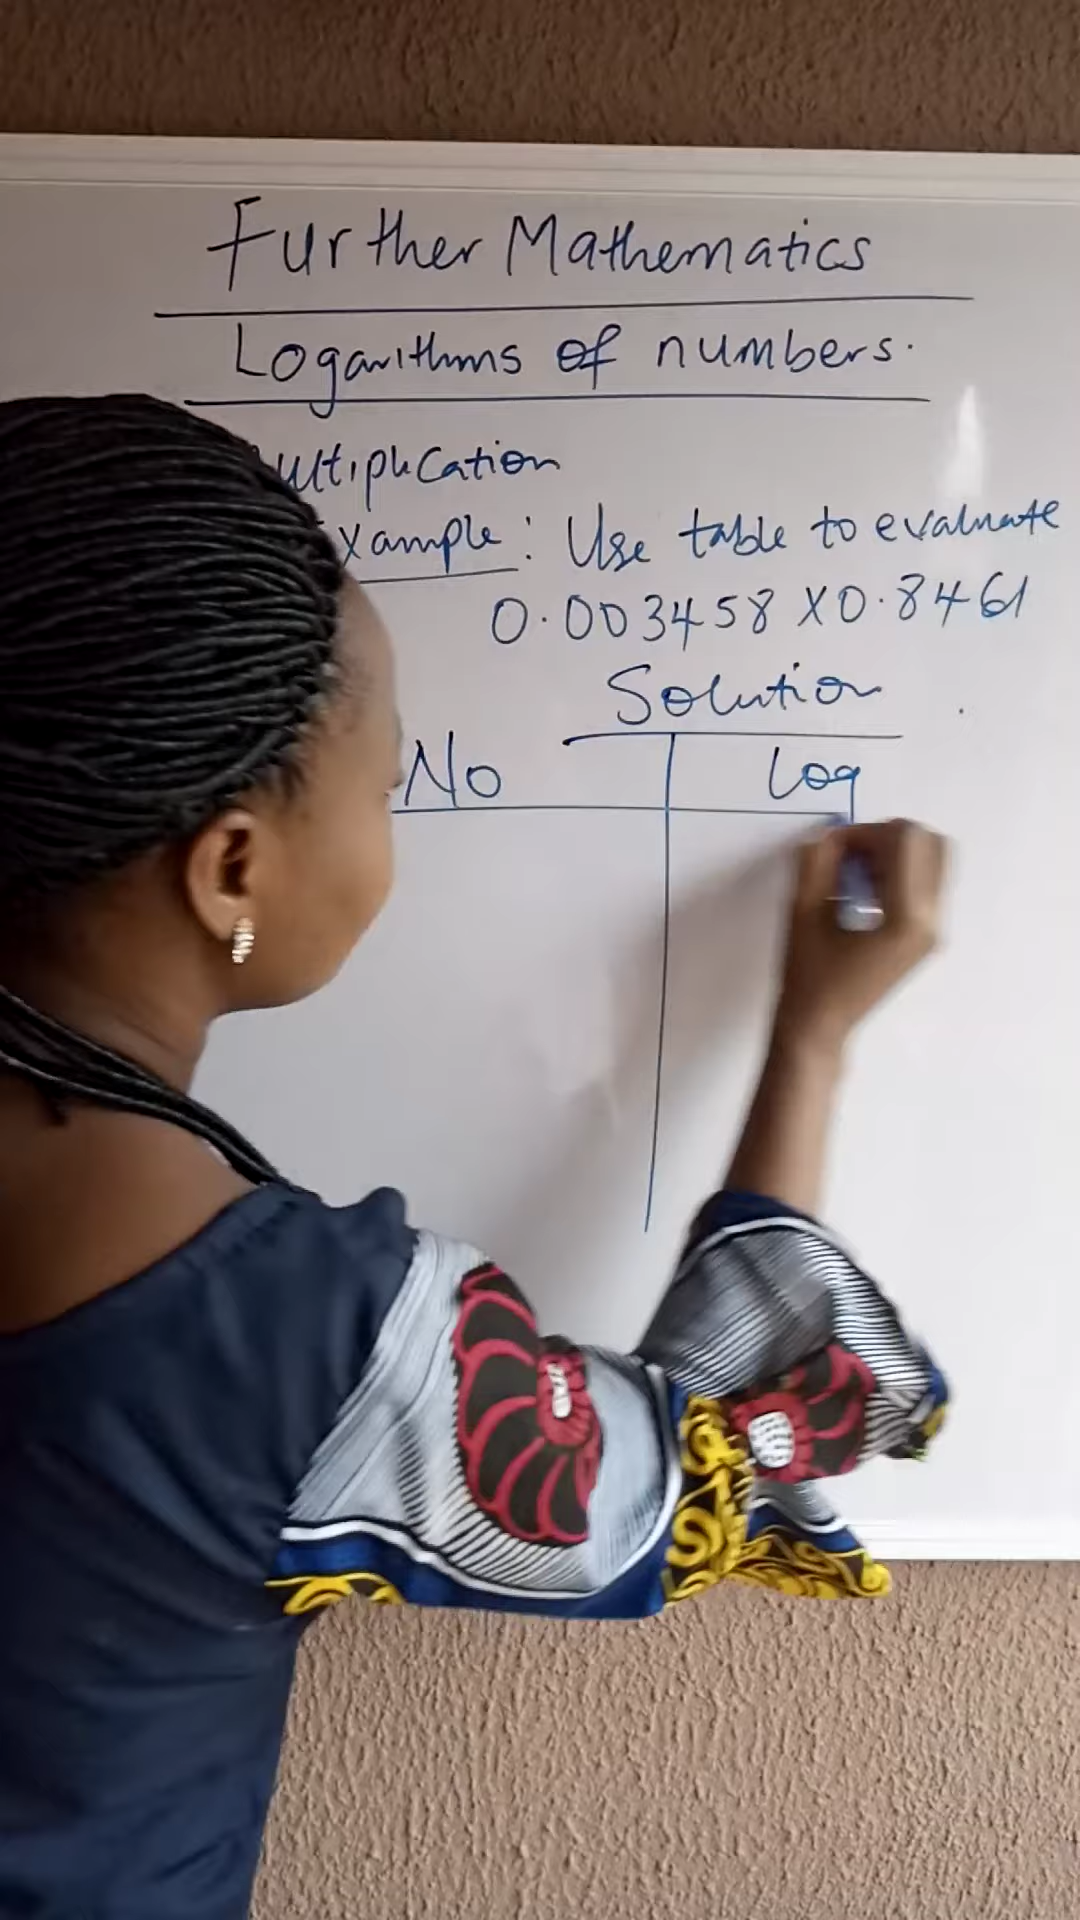 Further Mathematics
Logarithms of numbers.
ultiplication
xample: Use table to evaluate
0.003458 X 0.8461
Solution
No Log